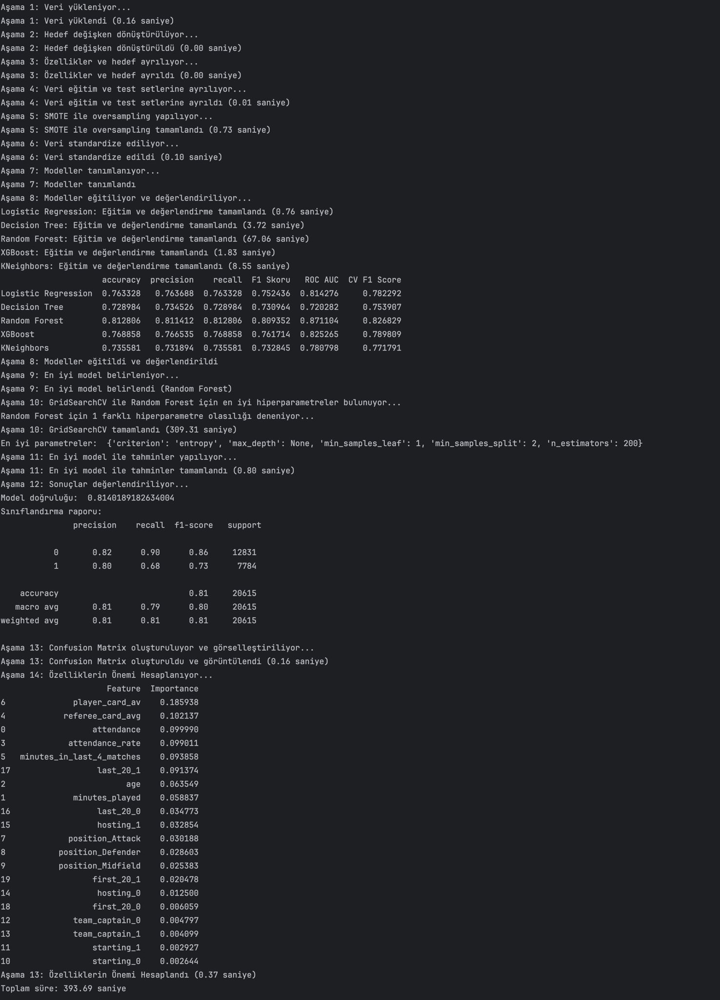 Aşama 1: Veri yükleniyor...
Aşama 1: Veri yüklendi (0.16 saniye)
Aşama 2: Hedef değişken dönüştürülüyor...
Aşama 2: Hedef değişken dönüştürüldü (0.00 saniye)
Aşama 3: Özellikler ve hedef ayrılıyor...
Aşama 3: Özellikler ve hedef ayrıldı (0.00 saniye)
Aşama 4: Veri eğitim ve test setlerine ayrılıyor...
Aşama 4: Veri eğitim ve test setlerine ayrıldı (0.01 saniye)
Aşama 5: SMOTE ile oversampling yapılıyor...
Aşama 5: SMOTE ile oversampling tamamlandı (0.73 saniye)
Aşama 6: Veri standardize ediliyor...
Aşama 6: Veri standardize edildi (0.10 saniye)
Aşama 7: Modeller tanımlanıyor...
Aşama 7: Modeller tanımlandı
Aşama 8: Modeller eğitiliyor ve değerlendiriliyor...
Logistic Regression: Eğitim ve değerlendirme tamamlandı (0.76 saniye)
Decision Tree: Eğitim ve değerlendirme tamamlandı (3.72 saniye)
Random Forest: Eğitim ve değerlendirme tamamlandı (67.06 saniye)
XGBoost: Eğitim ve değerlendirme tamamlandı (1.83 saniye)
KNeighbors: Eğitim ve değerlendirme tamamlandı (8.55 saniye)
accuracy precision recall F1 Skoru ROC AUC CV F1 Score
Logistic Regression 0.763328 0.763688 0.763328 0.752436 0.814276 0.782292
Decision Tree 0.728984 0.734526 0.728984 0.730964 0.720282 0.753907
Random Forest 0.812806 0.811412 0.812806 0.809352 0.871104 0.826829
XGBoost 0.768858 0.766535 0.768858 0.761714 0.825265 0.789809
KNeighbors 0.735581 0.731894 0.735581 0.732845 0.780798 0.771791
Aşama 8: Modeller eğitildi ve değerlendirildi
Aşama 9: En iyi model belirleniyor...
Aşama 9: En iyi model belirlendi (Random Forest)
Aşama 10: GridSearchCV ile Random Forest için en iyi hiperparametreler bulunuyor...
Random Forest için 1 farklı hiperparametre olasılığı deneniyor...
Aşama 10: GridSearchCV tamamlandı (309.31 saniye)
En iyi parametreler:  {'criterion': 'entropy', 'max_depth': None, 'min_samples_leaf': 1, 'min_samples_split': 2, 'n_estimators': 200}
Aşama 11: En iyi model ile tahminler yapılıyor...
Aşama 11: En iyi model ile tahminler tamamlandı (0.80 saniye)
Aşama 12: Sonuçlar değerlendiriliyor...
Model doğruluğu:  0.8140189182634004
Sınıflandırma raporu:
precision recall f1-score support
0 0.82 0.90 0.86 12831
1 0.80 0.68 0.73 7784
accuracy 0.81 20615
macro avg 0.81 0.79 0.80 20615
weighted avg 0.81 0.81 0.81 20615
Aşama 13: Confusion Matrix oluşturuluyor ve görselleştiriliyor...
Aşama 13: Confusion Matrix oluşturuldu ve görüntülendi (0.16 saniye)
Aşama 14: Özelliklerin Önemi Hesaplanıyor...
Feature Importance
6 player_card_av 0.185938
4 referee_card_avg 0.102137
0 attendance 0.099990
3 attendance_rate 0.099011
5 minutes_in_last_4_matches 0.093858
17 last_20_1 0.091374
2 age 0.063549
1 minutes_played 0.058837
16 last_20_0 0.034773
15 hosting_1 0.032854
7 position_Attack 0.030188
8 position_Defender 0.028603
9 position_Midfield 0.025383
19 first_20_1 0.020478
14 hosting_0 0.012500
18 first_20_0 0.006059
12 team_captain_0 0.004797
13 team_captain_1 0.004099
11 starting_1 0.002927
10 starting_0 0.002644
Aşama 13: Özelliklerin Önemi Hesaplandı (0.37 saniye)
Toplam süre: 393.69 saniye